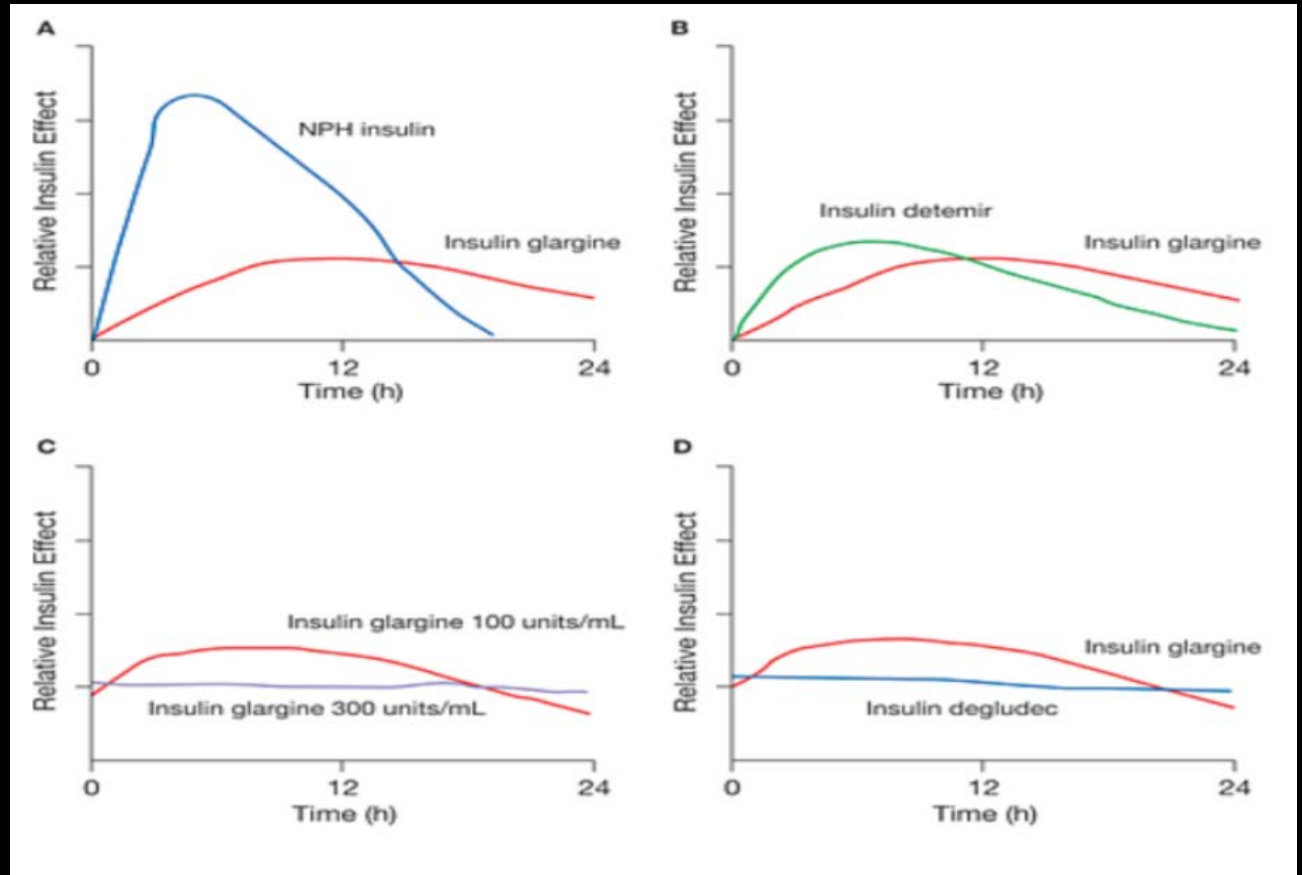 A
Relative Insulin Effect
NPH insulin
Insulin glargine
0
12
24
Time (h)
B
Relative Insulin Effect
Insulin detemir
Insulin glargine
0
12
24
Time (h)
C
Relative Insulin Effect
Insulin glargine 100 units/mL
Insulin glargine 300 units/mL
0
12
24
Time (h)
D
Relative Insulin Effect
Insulin glargine
Insulin degludec
0
12
24
Time (h)